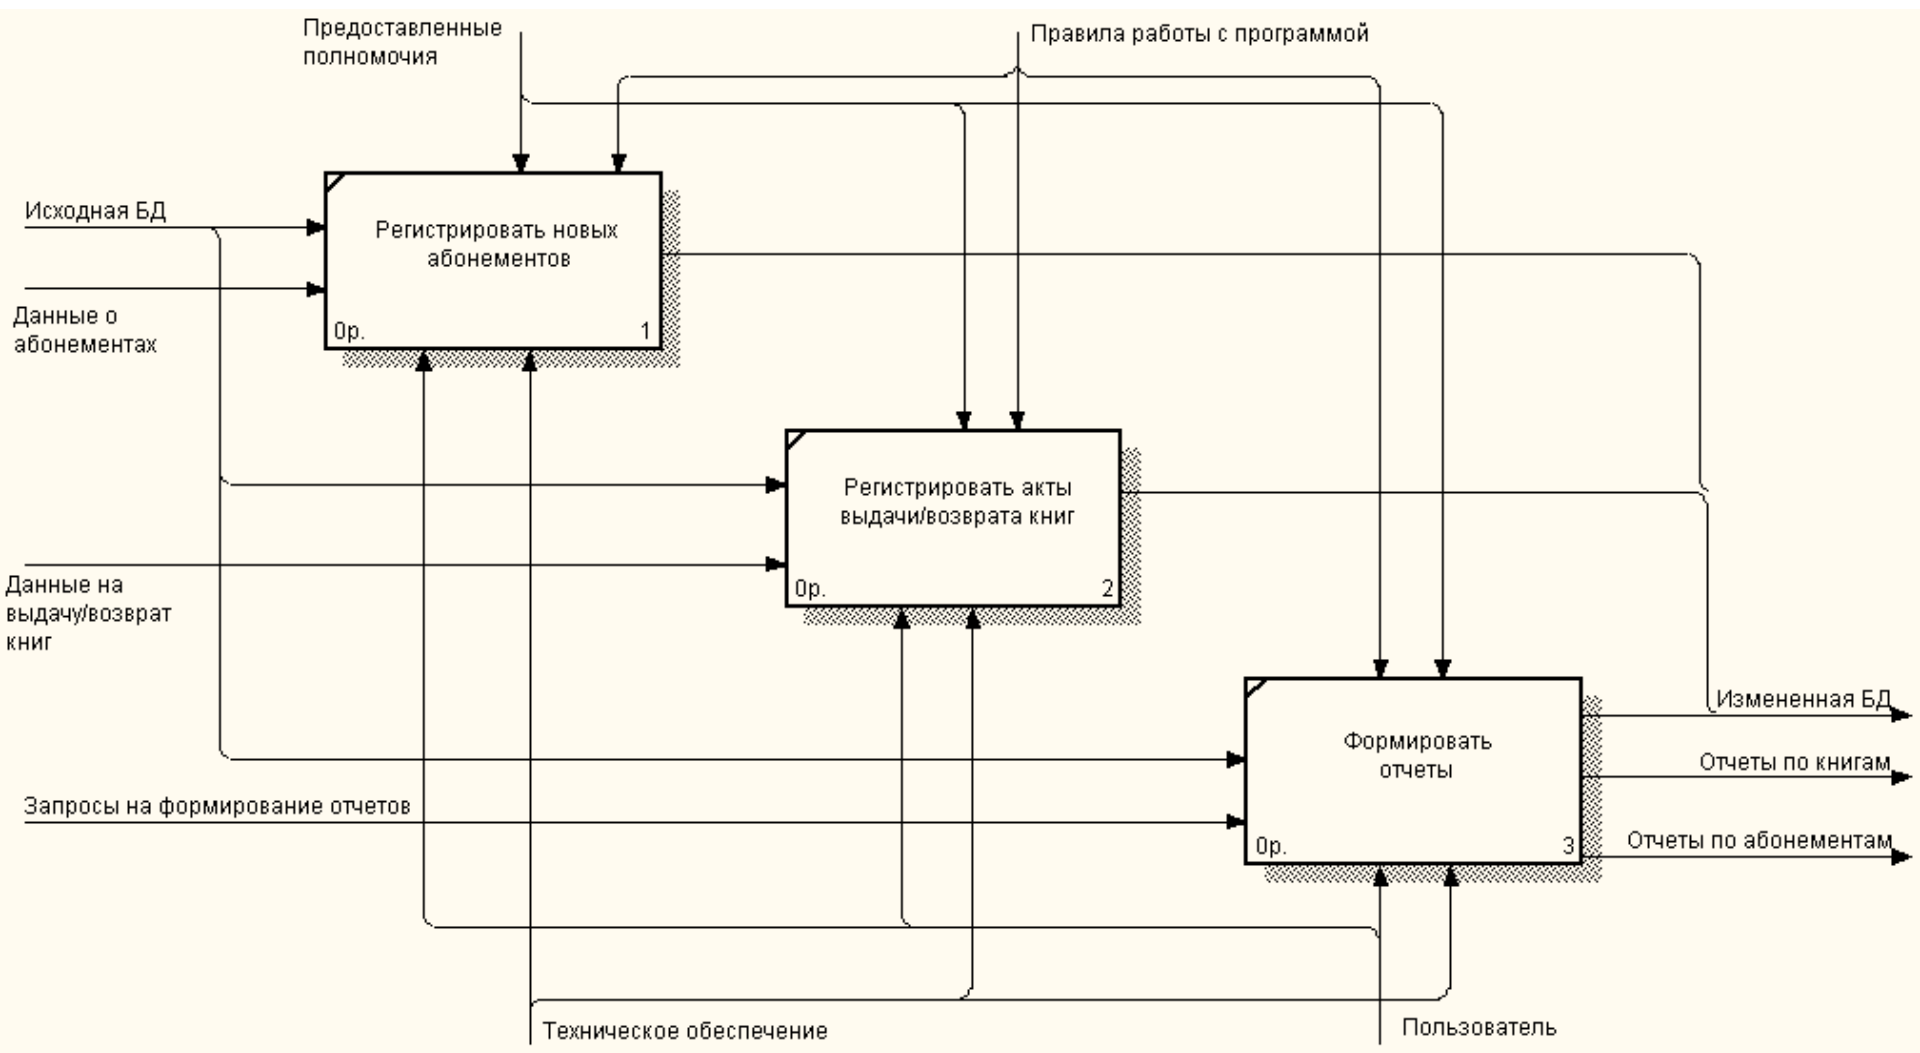 Предоставленные
полномочия
Правила работы с программой
Исходная БД
Регистрировать новых
абонементов
Данные о
абонементах
0р.
1
Регистрировать акты
выдачи/возврата книг
Данные на
выдачу/возврат
книг
0р.
2
Измененная БД
Формировать
отчеты
Отчеты по книгам
Запросы на формирование отчетов
Отчеты по абонементам
0р.
3
Техническое обеспечение
Пользователь